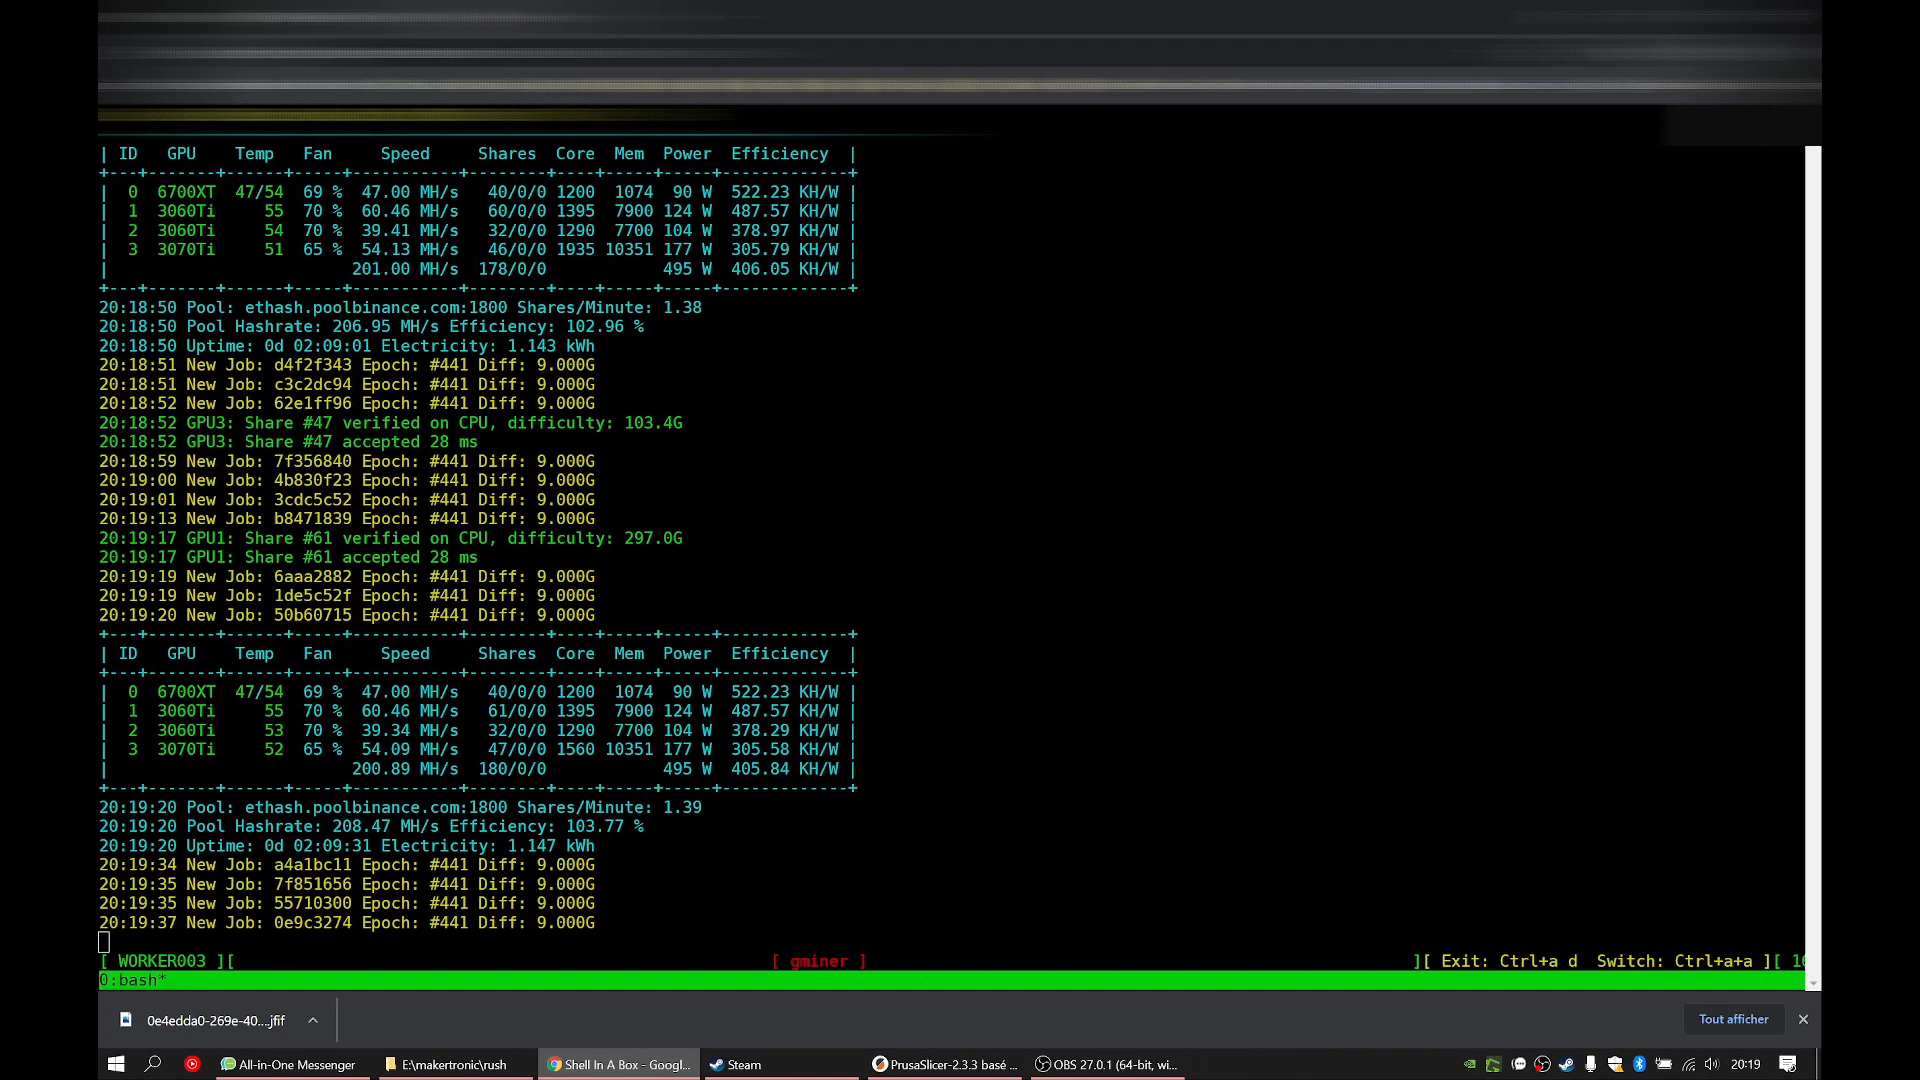 | ID GPU Temp Fan Speed Shares Core Mem Power Efficiency |
+---+-------+------+-----+-----------+--------+----+-----+-----+-------------+
| 0 6700XT 47/54 69 % 47.00 MH/s 40/0/0 1200 1074 90 W 522.23 KH/W |
| 1 3060Ti 55 70 % 60.46 MH/s 60/0/0 1395 7900 124 W 487.57 KH/W |
| 2 3060Ti 54 70 % 39.41 MH/s 32/0/0 1290 7700 104 W 378.97 KH/W |
| 3 3070Ti 51 65 % 54.13 MH/s 46/0/0 1935 10351 177 W 305.79 KH/W |
| 201.00 MH/s 178/0/0 495 W 406.05 KH/W |
+---+-------+------+-----+-----------+--------+----+-----+-----+-------------+
20:18:50 Pool: ethash.poolbinance.com:1800 Shares/Minute: 1.38
20:18:50 Pool Hashrate: 206.95 MH/s Efficiency: 102.96 %
20:18:50 Uptime: 0d 02:09:01 Electricity: 1.143 kWh
20:18:51 New Job: d4f2f343 Epoch: #441 Diff: 9.000G
20:18:51 New Job: c3c2dc94 Epoch: #441 Diff: 9.000G
20:18:52 New Job: 62e1ff96 Epoch: #441 Diff: 9.000G
20:18:52 GPU3: Share #47 verified on CPU, difficulty: 103.4G
20:18:52 GPU3: Share #47 accepted 28 ms
20:18:59 New Job: 7f356840 Epoch: #441 Diff: 9.000G
20:19:00 New Job: 4b830f23 Epoch: #441 Diff: 9.000G
20:19:01 New Job: 3cdc5c52 Epoch: #441 Diff: 9.000G
20:19:13 New Job: b8471839 Epoch: #441 Diff: 9.000G
20:19:17 GPU1: Share #61 verified on CPU, difficulty: 297.0G
20:19:17 GPU1: Share #61 accepted 28 ms
20:19:19 New Job: 6aaa2882 Epoch: #441 Diff: 9.000G
20:19:19 New Job: 1de5c52f Epoch: #441 Diff: 9.000G
20:19:20 New Job: 50b60715 Epoch: #441 Diff: 9.000G
+---+-------+------+-----+-----------+--------+----+-----+-----+-------------+
| ID GPU Temp Fan Speed Shares Core Mem Power Efficiency |
+---+-------+------+-----+-----------+--------+----+-----+-----+-------------+
| 0 6700XT 47/54 69 % 47.00 MH/s 40/0/0 1200 1074 90 W 522.23 KH/W |
| 1 3060Ti 55 70 % 60.46 MH/s 61/0/0 1395 7900 124 W 487.57 KH/W |
| 2 3060Ti 53 70 % 39.34 MH/s 32/0/0 1290 7700 104 W 378.29 KH/W |
| 3 3070Ti 52 65 % 54.09 MH/s 47/0/0 1560 10351 177 W 305.58 KH/W |
| 200.89 MH/s 180/0/0 495 W 405.84 KH/W |
+---+-------+------+-----+-----------+--------+----+-----+-----+-------------+
20:19:20 Pool: ethash.poolbinance.com:1800 Shares/Minute: 1.39
20:19:20 Pool Hashrate: 208.47 MH/s Efficiency: 103.77 %
20:19:20 Uptime: 0d 02:09:31 Electricity: 1.147 kWh
20:19:34 New Job: a4a1bc11 Epoch: #441 Diff: 9.000G
20:19:35 New Job: 7f851656 Epoch: #441 Diff: 9.000G
20:19:35 New Job: 55710300 Epoch: #441 Diff: 9.000G
20:19:37 New Job: 0e9c3274 Epoch: #441 Diff: 9.000G
[ WORKER003 ][ [ gminer ] ][ Exit: Ctrl+a d Switch: Ctrl+a+a ][
0:bash*
0e4edda0-269e-40....jfif Tout afficher
All-in-One Messenger E:\makertronic\rush Shell In A Box - Googl... Steam PrusaSlicer-2.3.3 basé ... OBS 27.0.1 (64-bit, wi... 20:19